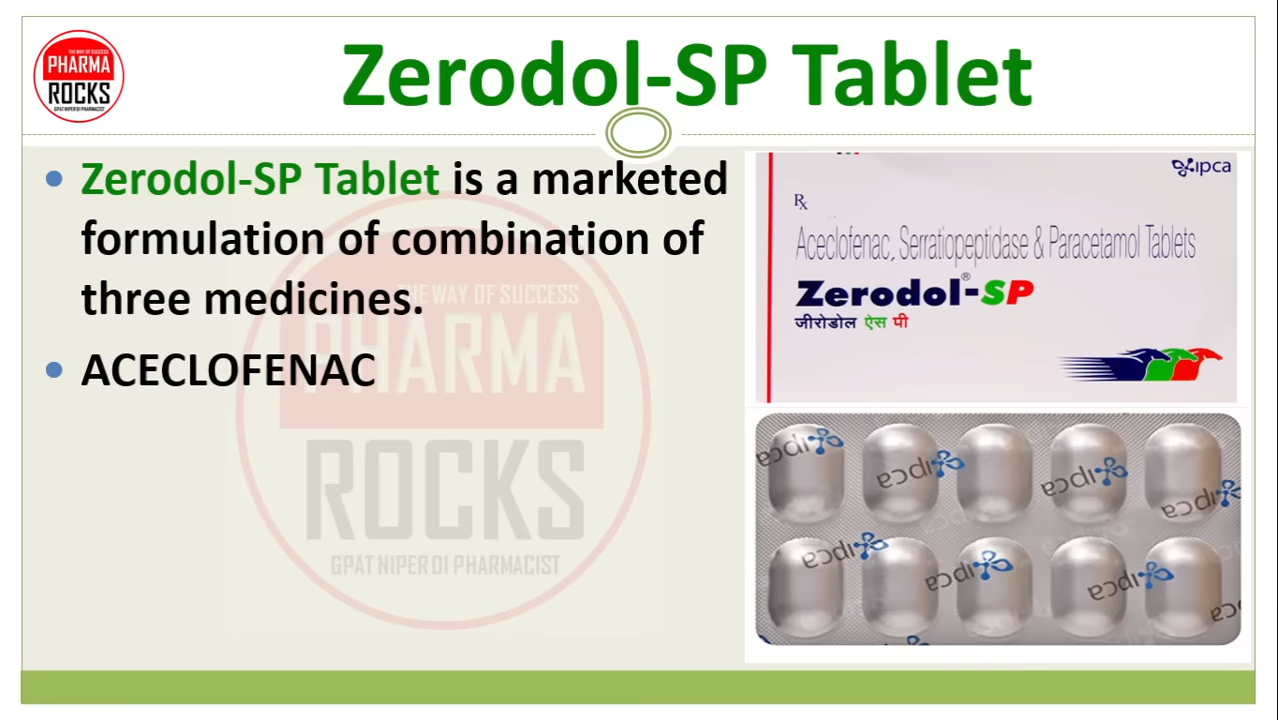 THE WAY OF SUCCESS
PHARMA
ROCKS
GPAT NIPER DI PHARMACIST
Zerodol-SP Tablet
• Zerodol-SP Tablet is a marketed
formulation of combination of
three medicines.
• ACECLOFENAC
THE WAY OF SUCCESS
PHARMA
ROCKS
GPAT NIPER DI PHARMACIST
ipca
Rx
Aceclofenac, Serratiopeptidase & Paracetamol Tablets
Zerodol®-SP
जीरोडोल ऐस पी
ipca
ipca
ipca
ipca
ipca
ipca
ipca
ca